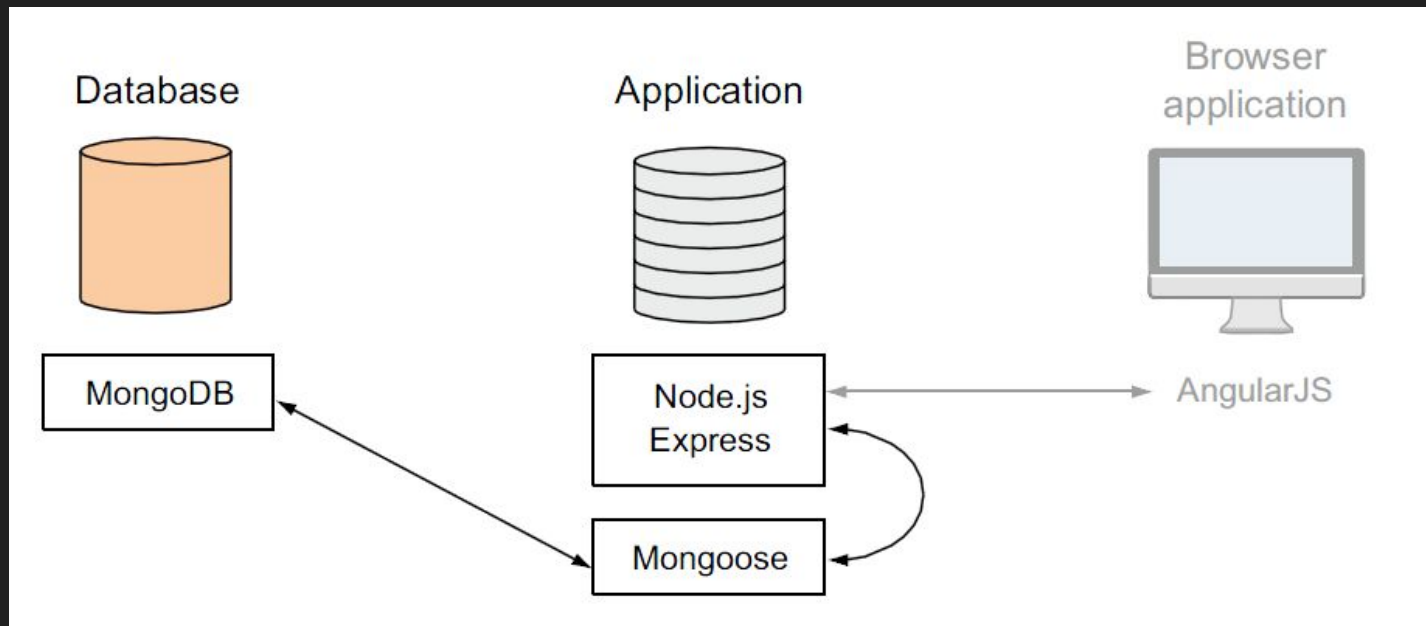 Database
Application
Browser
application
MongoDB
Node.js
Express
AngularJS
Mongoose